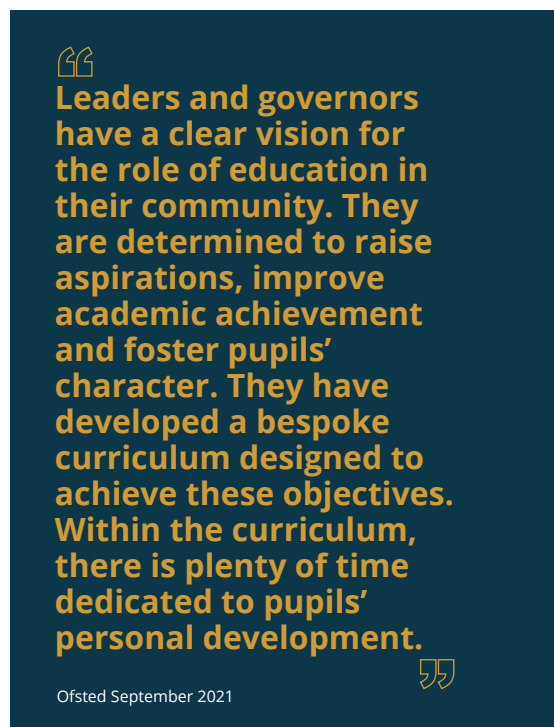 “
Leaders and governors
have a clear vision for
the role of education in
their community. They
are determined to raise
aspirations, improve
academic achievement
and foster pupils’
character. They have
developed a bespoke
curriculum designed to
achieve these objectives.
Within the curriculum,
there is plenty of time
dedicated to pupils’
personal development.
”
Ofsted September 2021